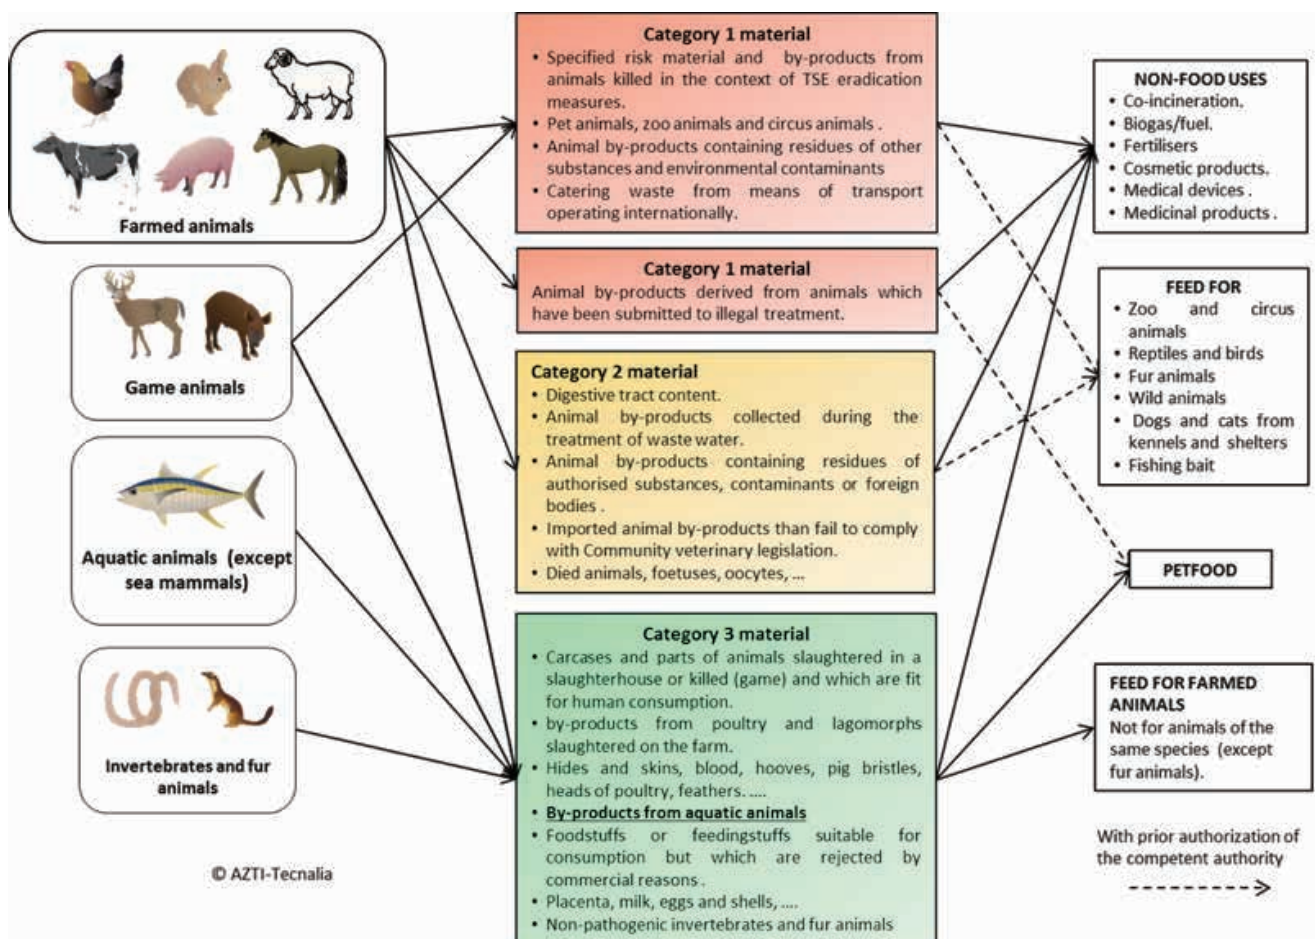 Farmed animals
Game animals
Aquatic animals (except
sea mammals)
Invertebrates and fur
animals
© AZTI-Tecnalia
Category 1 material
• Specified risk material and by-products from
animals killed in the context of TSE eradication
measures.
• Pet animals, zoo animals and circus animals .
• Animal by-products containing residues of other
substances and environmental contaminants
• Catering waste from means of transport
operating internationally.
Category 1 material
Animal by-products derived from animals which
have been submitted to illegal treatment.
Category 2 material
• Digestive tract content.
• Animal by-products collected during the
treatment of waste water.
• Animal by-products containing residues of
authorised substances, contaminants or foreign
bodies .
• Imported animal by-products than fail to comply
with Community veterinary legislation.
• Died animals, foetuses, oocytes, ...
Category 3 material
• Carcases and parts of animals slaughtered in a
slaughterhouse or killed (game) and which are fit
for human consumption.
• by-products from poultry and lagomorphs
slaughtered on the farm.
• Hides and skins, blood, hooves, pig bristles,
heads of poultry, feathers. ....
• By-products from aquatic animals
• Foodstuffs or feedingstuffs suitable for
consumption but which are rejected by
commercial reasons .
• Placenta, milk, eggs and shells, ....
• Non-pathogenic invertebrates and fur animals
NON-FOOD USES
• Co-incineration.
• Biogas/fuel.
• Fertilisers
• Cosmetic products.
• Medical devices .
• Medicinal products .
FEED FOR
• Zoo and circus
animals
• Reptiles and birds
• Fur animals
• Wild animals
• Dogs and cats from
kennels and shelters
• Fishing bait
PETFOOD
FEED FOR FARMED
ANIMALS
Not for animals of the
same species (except
fur animals).
With prior authorization of
the competent authority